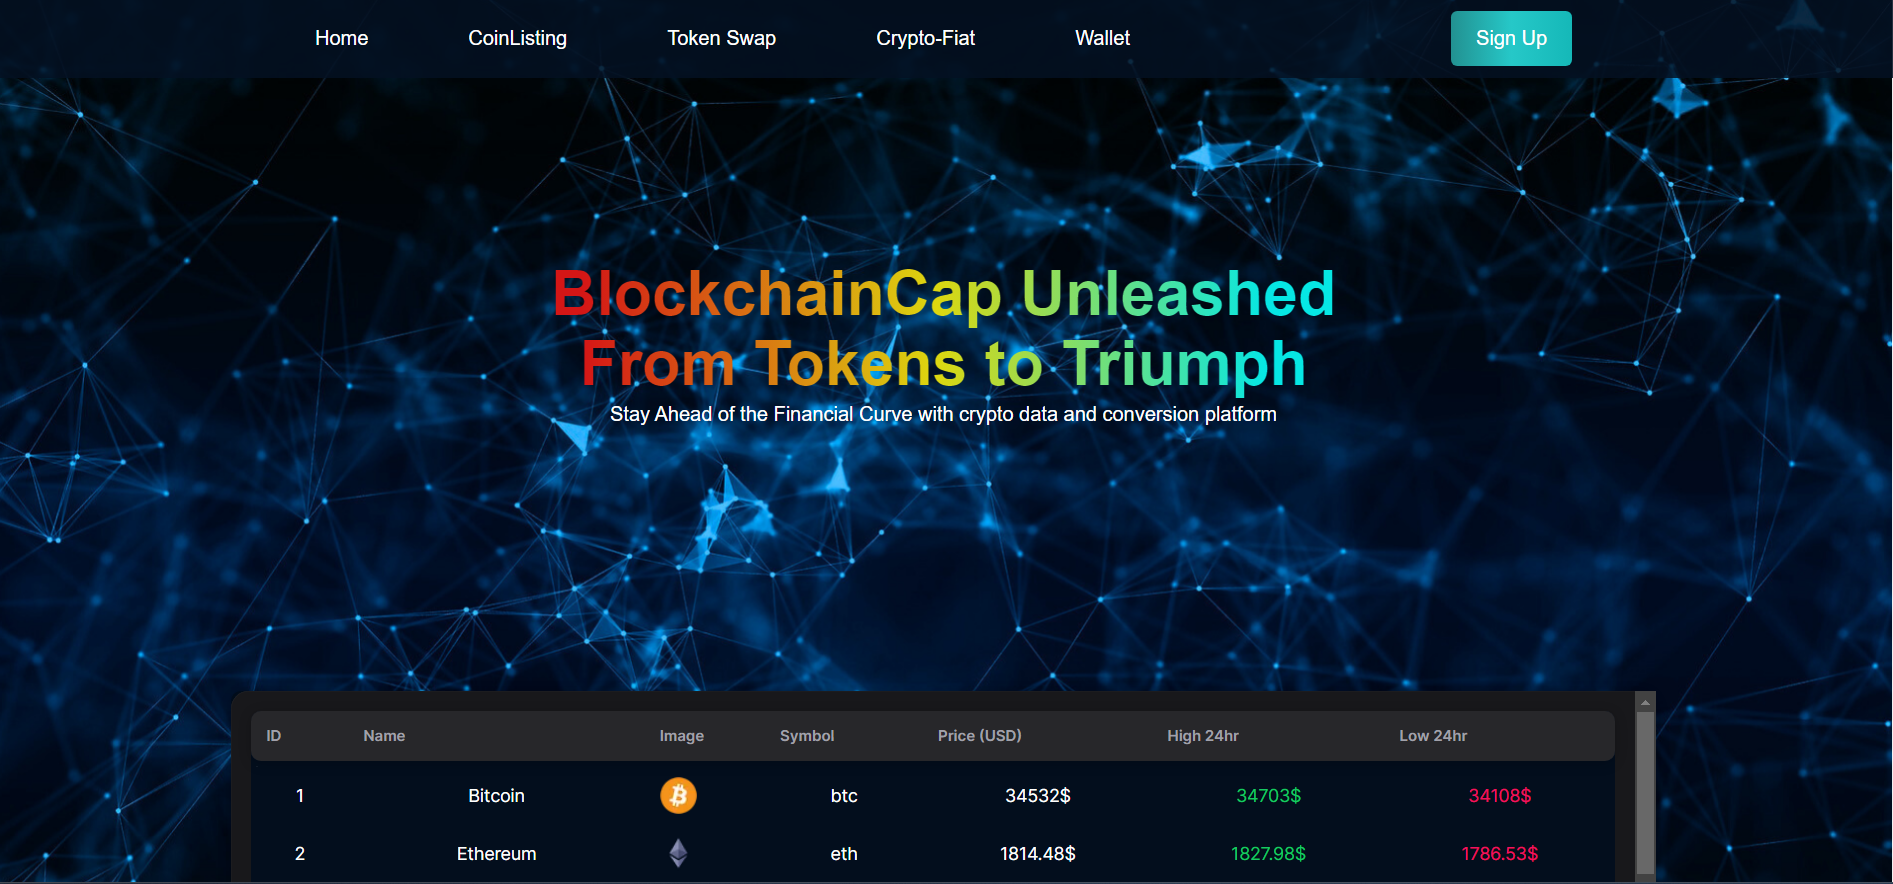 Home CoinListing Token Swap Crypto-Fiat Wallet Sign Up
BlockchainCap Unleashed
From Tokens to Triumph
Stay Ahead of the Financial Curve with crypto data and conversion platform
ID Name Image Symbol Price (USD) High 24hr Low 24hr
1 Bitcoin btc 34532$ 34703$ 34108$
2 Ethereum eth 1814.48$ 1827.98$ 1786.53$